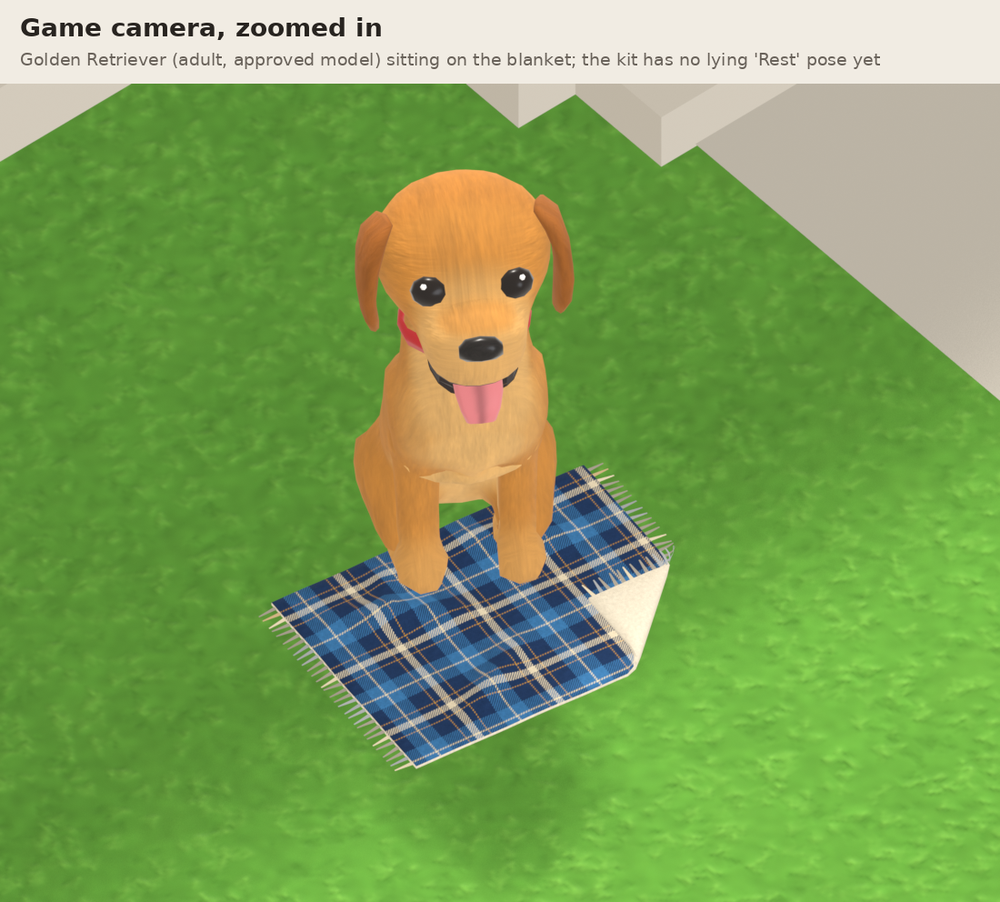 Game camera, zoomed in
Golden Retriever (adult, approved model) sitting on the blanket; the kit has no lying 'Rest' pose yet